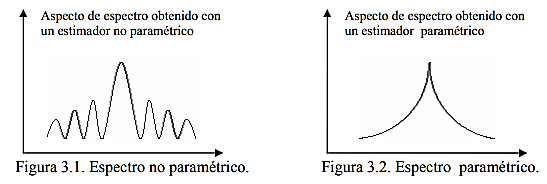 Aspecto de espectro obtenido con
un estimador no paramétrico
Figura 3.1. Espectro no paramétrico.
Aspecto de espectro obtenido con
un estimador paramétrico
Figura 3.2. Espectro paramétrico.